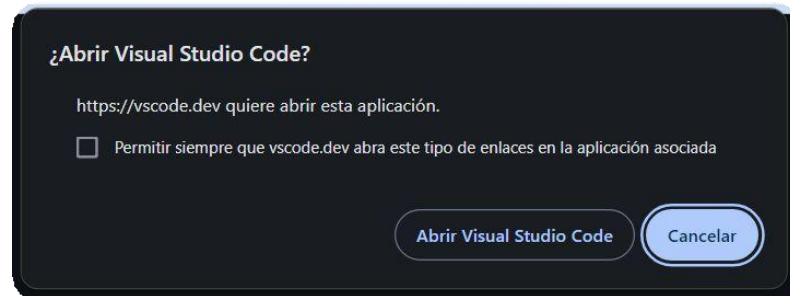 ¿Abrir Visual Studio Code?
https://vscode.dev quiere abrir esta aplicación.
Permitir siempre que vscode.dev abra este tipo de enlaces en la aplicación asociada
Abrir Visual Studio Code Cancelar